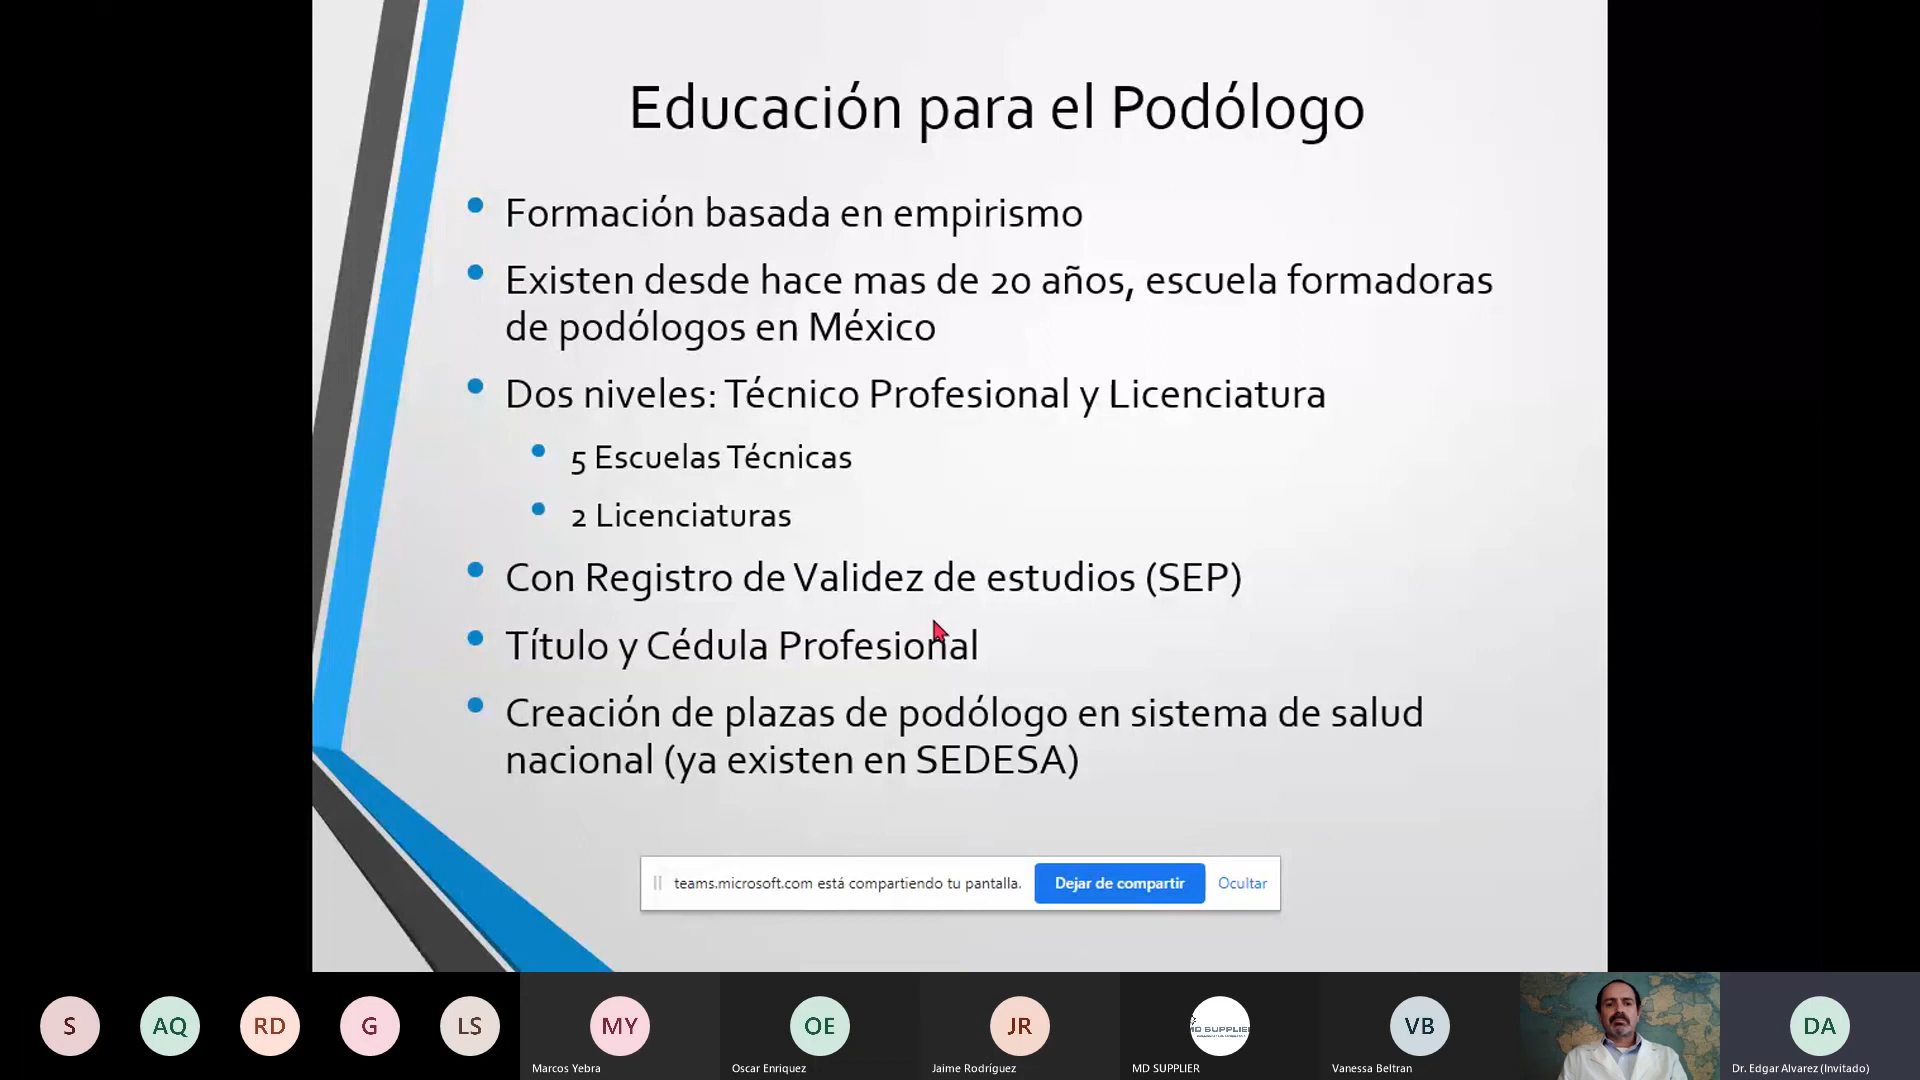 Educación para el Podólogo
Formación basada en empirismo
Existen desde hace mas de 20 años, escuela formadoras
de podólogos en México
Dos niveles: Técnico Profesional y Licenciatura
5 Escuelas Técnicas
2 Licenciaturas
Con Registro de Validez de estudios (SEP)
Título y Cédula Profesional
Creación de plazas de podólogo en sistema de salud
nacional (ya existen en SEDESA)
teams.microsoft.com está compartiendo tu pantalla. Dejar de compartir Ocultar
S AQ RD G LS MY OE JR MD SUPPLIER VB DA
Marcos Yebra Oscar Enriquez Jaime Rodríguez MD SUPPLIER Vanessa Beltran Dr. Edgar Alvarez (Invitado)